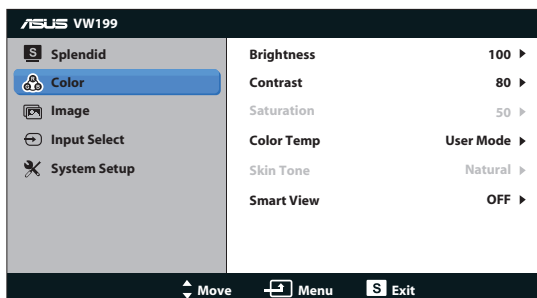 ASUS VW199
S Splendid
Color
Image
Input Select
System Setup
Brightness 100
Contrast 80
Saturation 50
Color Temp User Mode
Skin Tone Natural
Smart View OFF
Move Menu S Exit